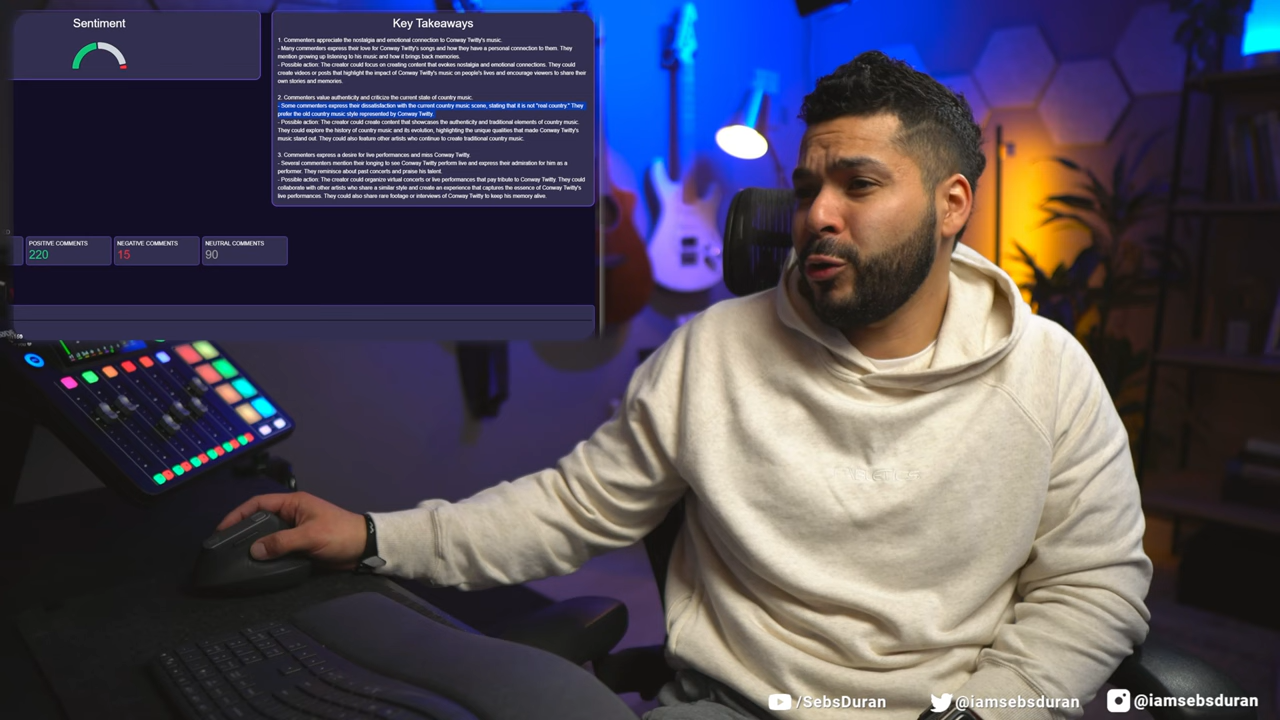 Sentiment
Key Takeaways
1. Commenters appreciate the nostalgia and emotional connection to Conway Twitty's music.
- Many commenters express their love for Conway Twitty's songs and how they have a personal connection to them. They
mention growing up listening to his music and how it brings back memories.
- Possible action: The creator could focus on creating content that evokes nostalgia and emotional connections. They could
create videos or posts that highlight the impact of Conway Twitty's music on people's lives and encourage viewers to share their
own stories and memories.
2. Commenters value authenticity and criticize the current state of country music.
- Some commenters express their dissatisfaction with the current country music scene, stating that it is not "real country." They
prefer the old country music style represented by Conway Twitty.
- Possible action: The creator could create content that showcases the authenticity and traditional elements of country music.
They could explore the history of country music and its evolution, highlighting the unique qualities that made Conway Twitty's
music stand out. They could also feature other artists who continue to create traditional country music.
3. Commenters express a desire for live performances and miss Conway Twitty.
- Several commenters mention their longing to see Conway Twitty perform live and express their admiration for him as a
performer. They reminisce about past concerts and praise his talent.
- Possible action: The creator could organize virtual concerts or live performances that pay tribute to Conway Twitty. They could
collaborate with other artists who share a similar style and create an experience that captures the essence of Conway Twitty's
live performances. They could also share rare footage or interviews of Conway Twitty to keep his memory alive.
POSITIVE COMMENTS
220
NEGATIVE COMMENTS
15
NEUTRAL COMMENTS
90
/SebsDuran
@iamsebsduran
@iamsebsduran